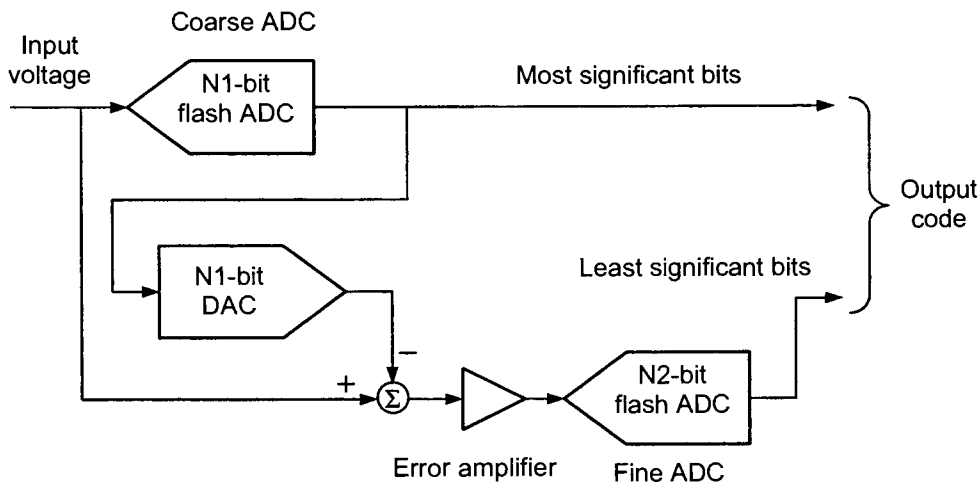 Coarse ADC
Input
voltage
N1-bit
flash ADC
Most significant bits
Output
code
N1-bit
DAC
Least significant bits
−
+
Σ
N2-bit
flash ADC
Error amplifier
Fine ADC